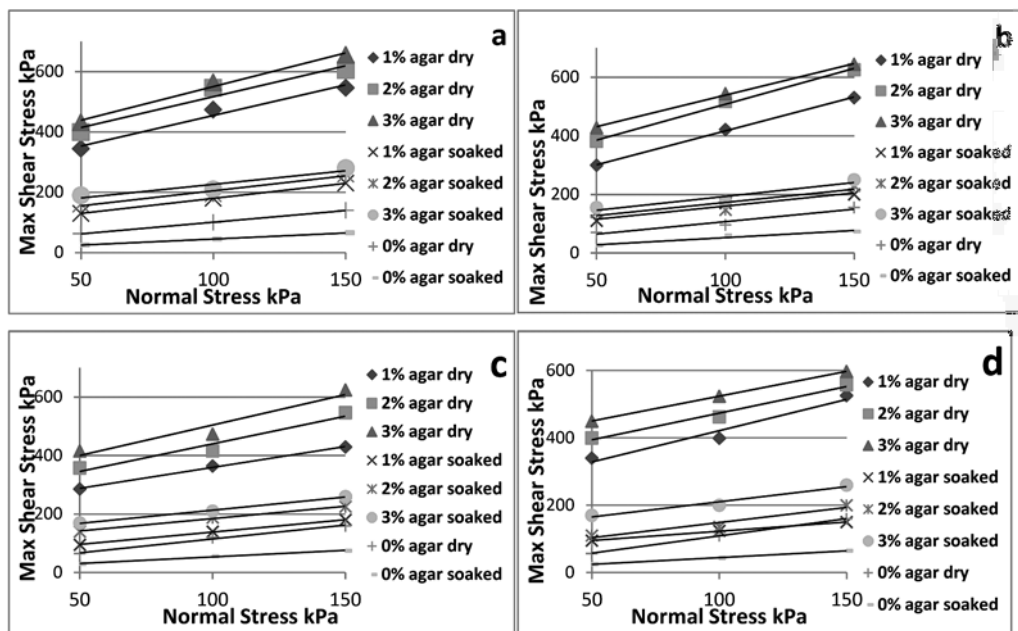 a
Max Shear Stress kPa
600
400
200
0
50
100
150
Normal Stress kPa
1% agar dry
2% agar dry
3% agar dry
1% agar soaked
2% agar soaked
3% agar soaked
0% agar dry
0% agar soaked
b
Max Shear Stress kPa
600
400
200
0
50
100
150
Normal Stress kPa
1% agar dry
2% agar dry
3% agar dry
1% agar soaked
2% agar soaked
3% agar soaked
0% agar dry
0% agar soaked
c
Max Shear Stress kPa
600
400
200
0
50
100
150
Normal Stress kPa
1% agar dry
2% agar dry
3% agar dry
1% agar soaked
2% agar soaked
3% agar soaked
0% agar dry
0% agar soaked
d
Max Shear Stress kPa
600
400
200
0
50
100
150
Normal Stress kPa
1% agar dry
2% agar dry
3% agar dry
1% agar soaked
2% agar soaked
3% agar soaked
0% agar dry
0% agar soaked